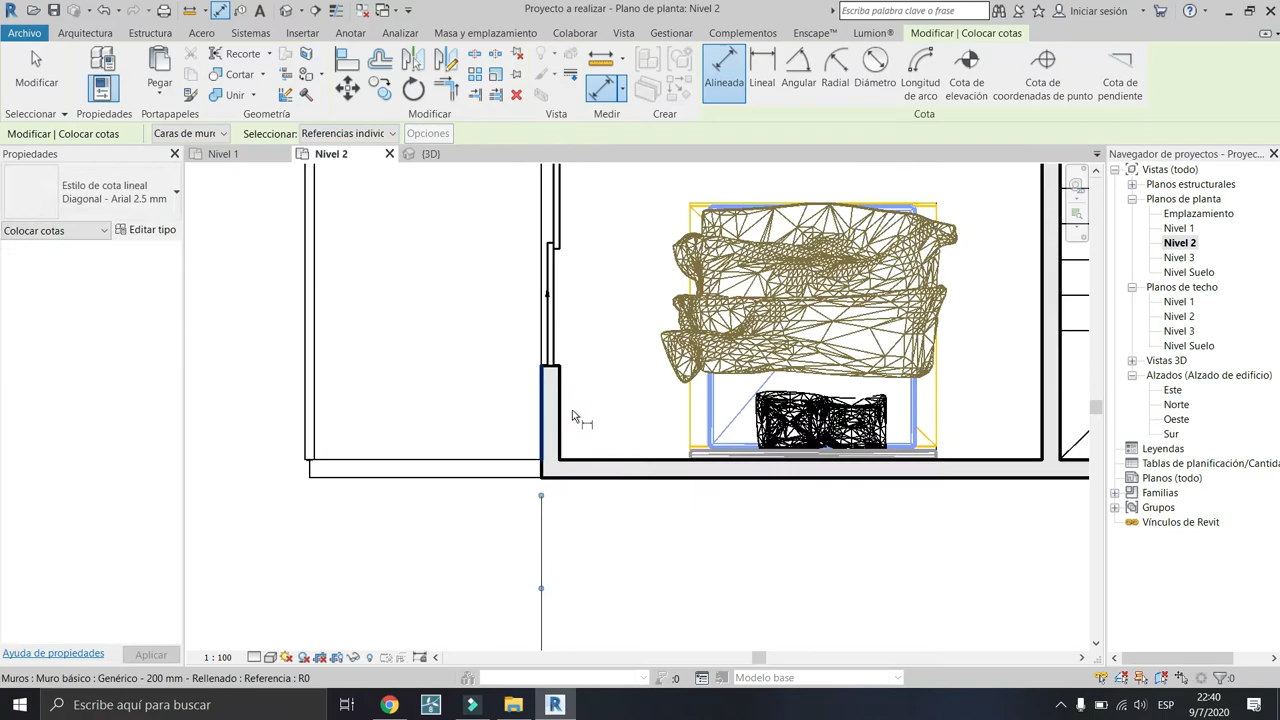 Proyecto a realizar - Plano de planta: Nivel 2
Escriba palabra clave o frase
Iniciar sesión
Archivo
Arquitectura
Estructura
Acero
Sistemas
Insertar
Anotar
Analizar
Masa y emplazamiento
Colaborar
Vista
Gestionar
Complementos
Enscape™
Lumion®
Modificar | Colocar cotas
Modificar
Pegar
Recorte
Cortar
Unir
Alineada
Lineal
Angular
Radial
Diámetro
Longitud
de arco
Cota de
elevación
Cota de
coordenadas de punto
Cota de
pendiente
Seleccionar
Propiedades
Portapapeles
Geometría
Modificar
Vista
Medir
Crear
Cota
Modificar | Colocar cotas
Caras de muro
Seleccionar:
Referencias individ
Opciones
Propiedades
Nivel 1
Nivel 2
{3D}
Navegador de proyectos - Proyec...
Estilo de cota lineal
Diagonal - Arial 2.5 mm
Colocar cotas
Editar tipo
Vistas (todo)
Planos estructurales
Planos de planta
Emplazamiento
Nivel 1
Nivel 2
Nivel 3
Nivel Suelo
Planos de techo
Nivel 1
Nivel 2
Nivel 3
Nivel Suelo
Vistas 3D
Alzados (Alzado de edificio)
Este
Norte
Oeste
Sur
Leyendas
Tablas de planificación/Cantida
Planos (todo)
Familias
Grupos
Vínculos de Revit
Ayuda de propiedades
Aplicar
1 : 100
Muros: Muro básico: Genérico - 200 mm - Rellenado : Referencia : R0
:0
Modelo base
:0
Escribe aquí para buscar
ESP
22:40
9/7/2020